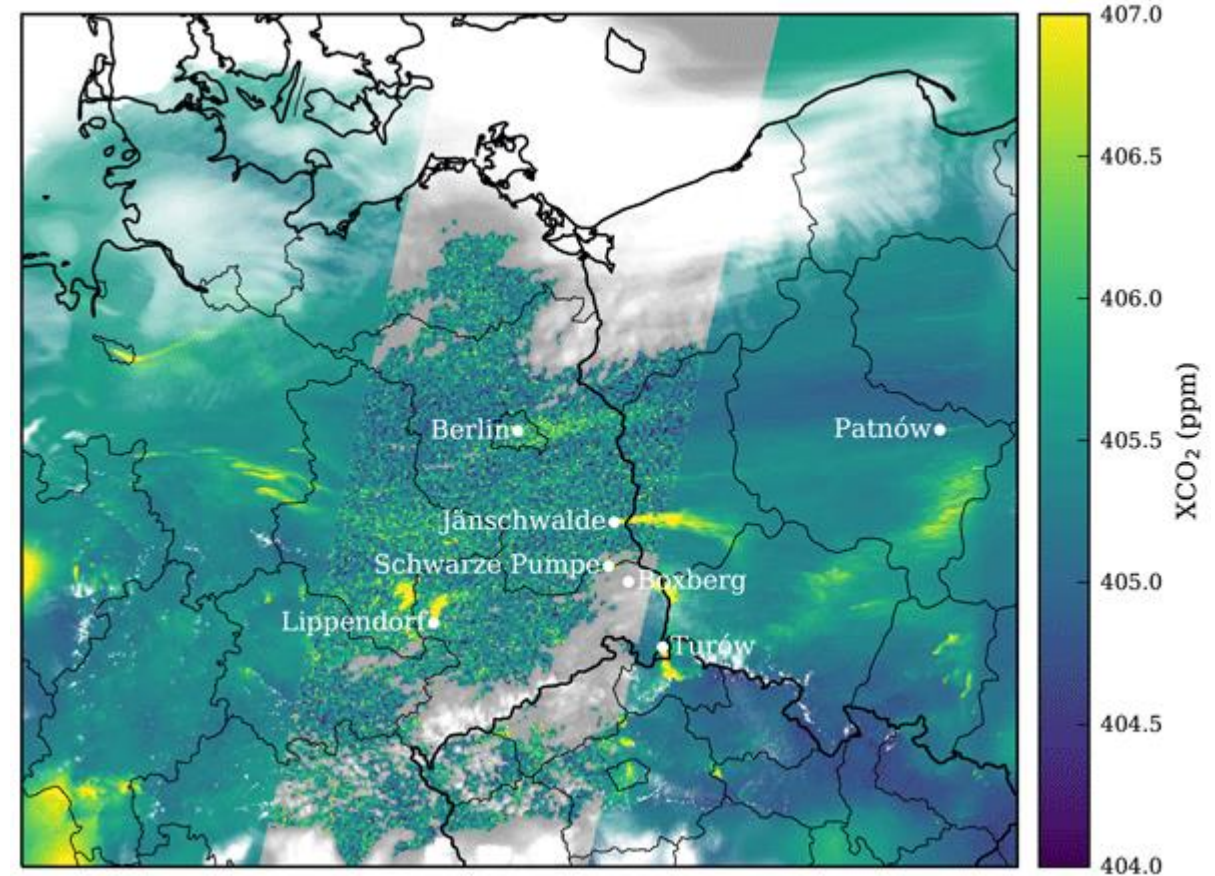 Berlin
Patnów
Jänschwalde
Schwarze Pumpe
Boxberg
Lippendorf
Turów
407.0
406.5
406.0
405.5
405.0
404.5
404.0
XCO₂ (ppm)